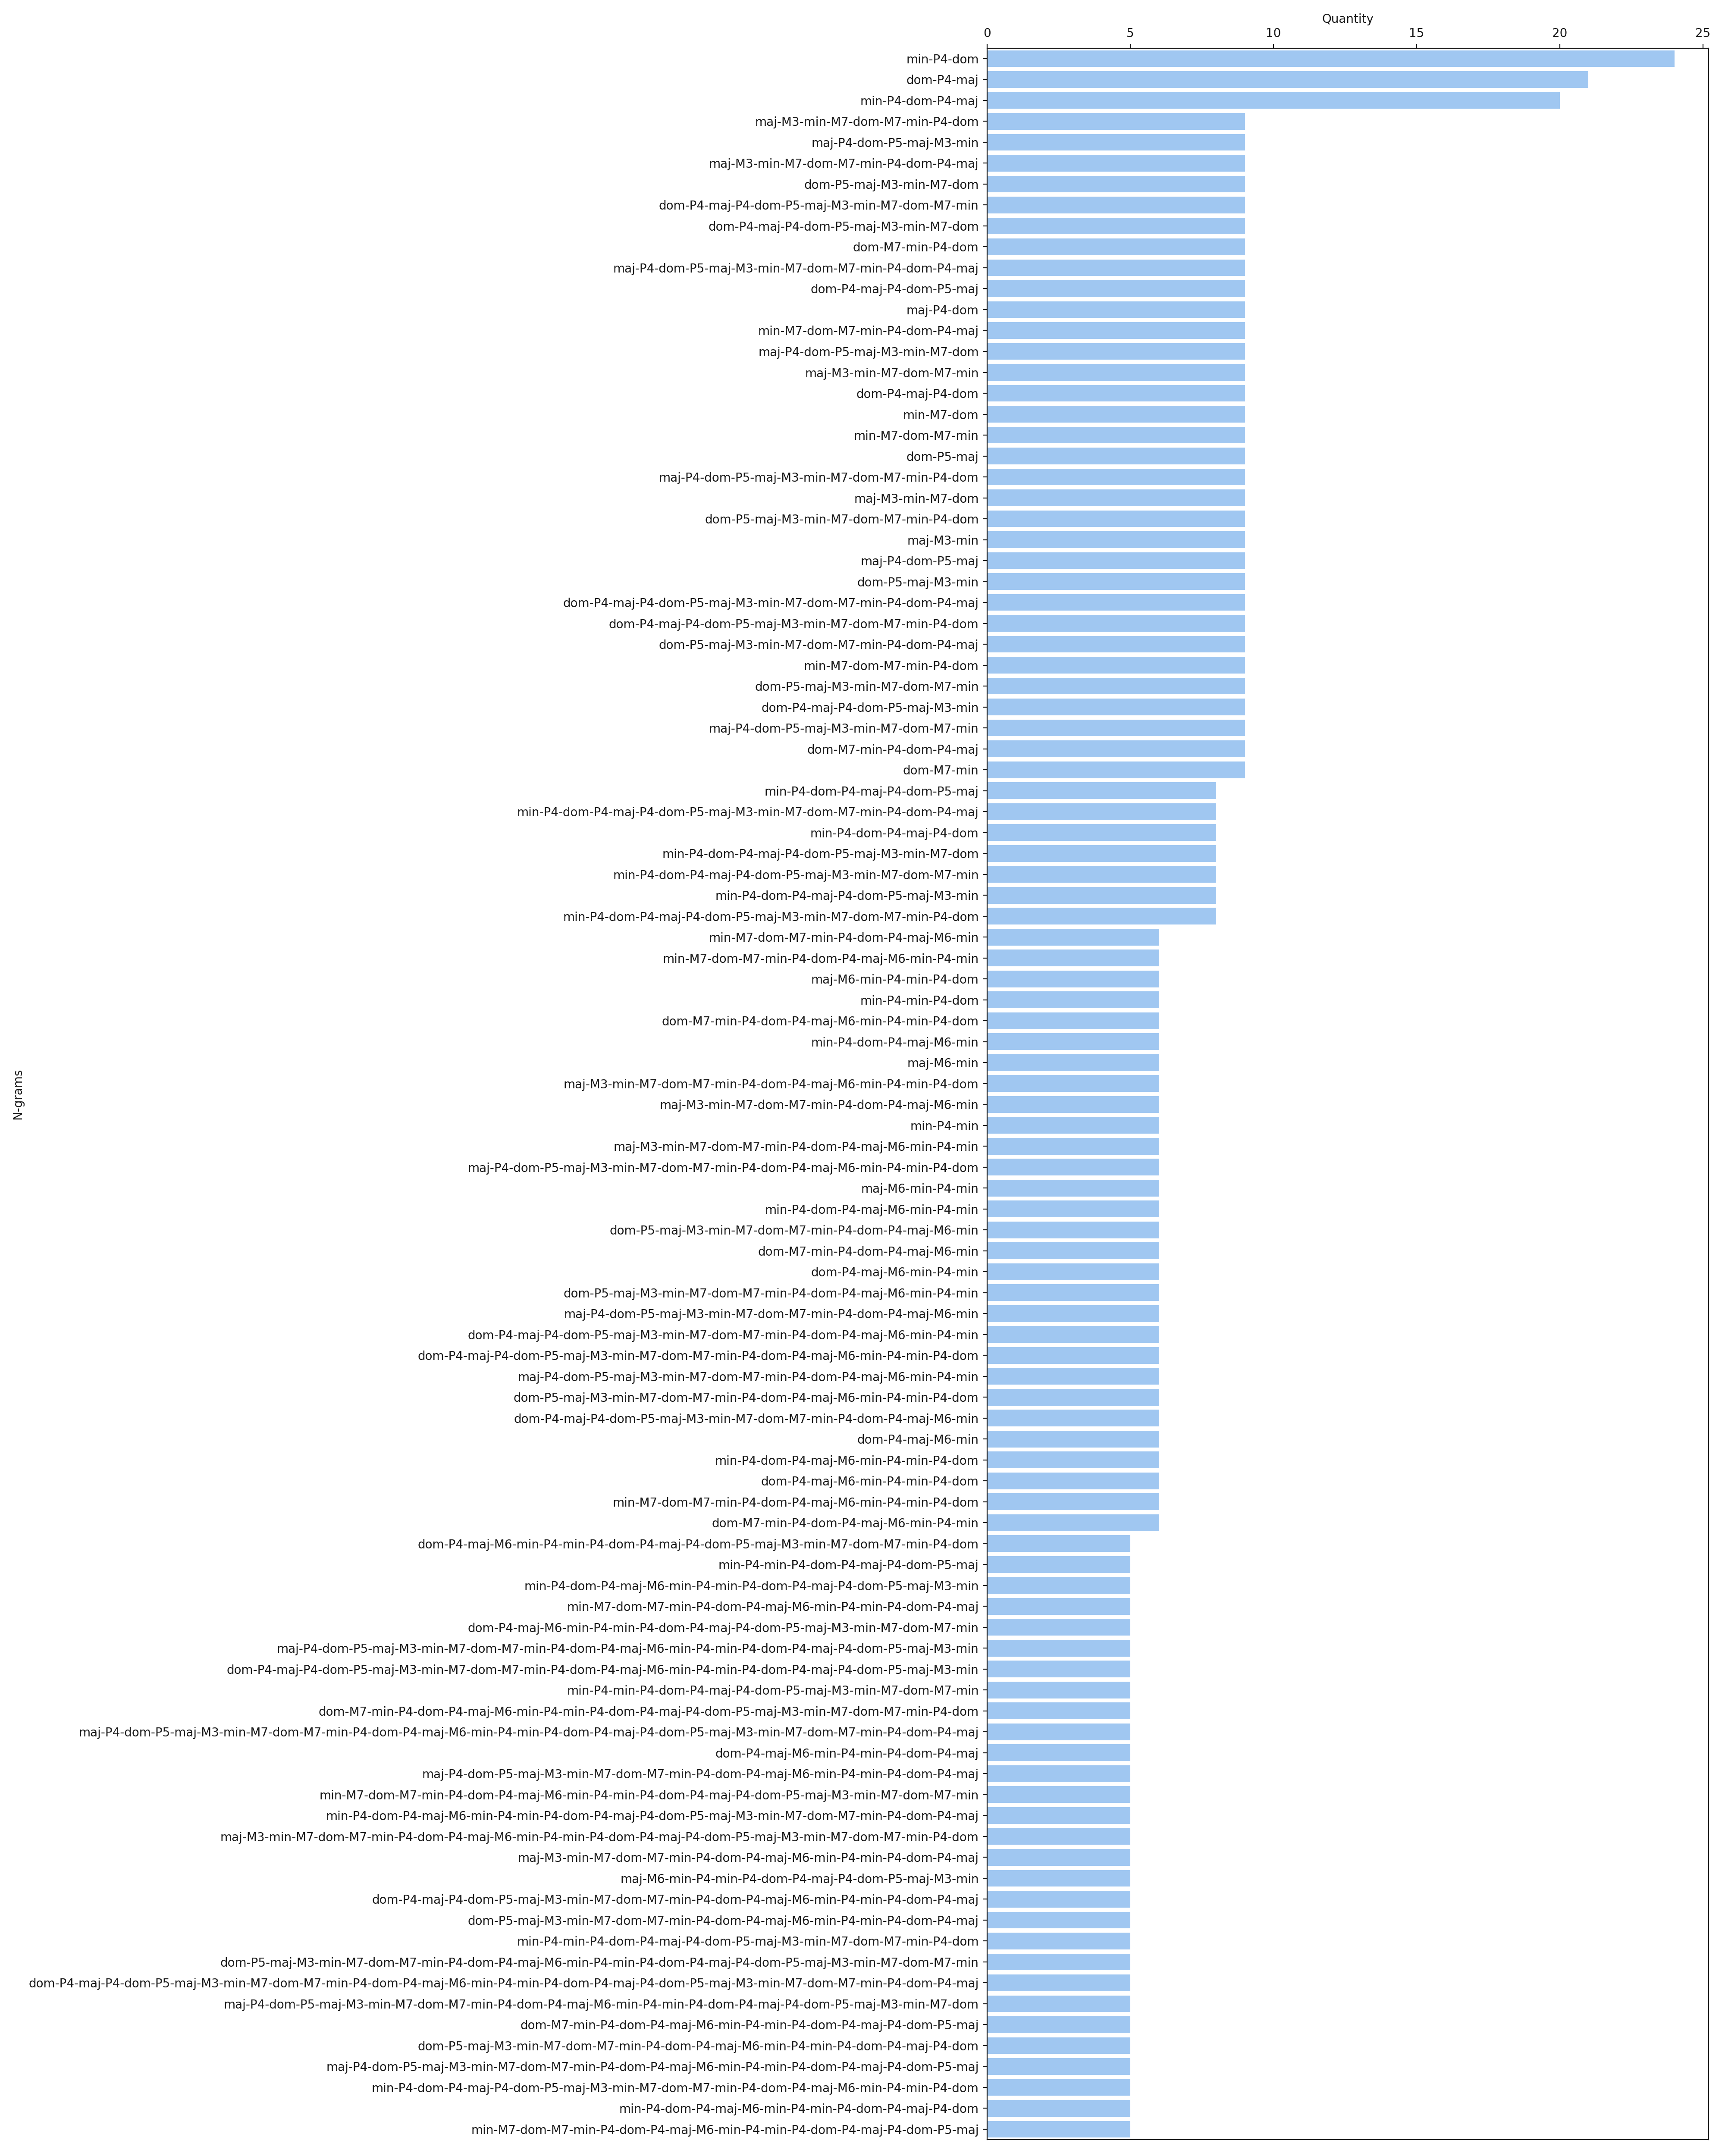 Quantity
0 5 10 15 20 25
min-P4-dom
dom-P4-maj
min-P4-dom-P4-maj
maj-M3-min-M7-dom-M7-min-P4-dom
maj-P4-dom-P5-maj-M3-min
maj-M3-min-M7-dom-M7-min-P4-dom-P4-maj
dom-P5-maj-M3-min-M7-dom
dom-P4-maj-P4-dom-P5-maj-M3-min-M7-dom-M7-min
dom-P4-maj-P4-dom-P5-maj-M3-min-M7-dom
dom-M7-min-P4-dom
maj-P4-dom-P5-maj-M3-min-M7-dom-M7-min-P4-dom-P4-maj
dom-P4-maj-P4-dom-P5-maj
maj-P4-dom
min-M7-dom-M7-min-P4-dom-P4-maj
maj-P4-dom-P5-maj-M3-min-M7-dom
maj-M3-min-M7-dom-M7-min
dom-P4-maj-P4-dom
min-M7-dom
min-M7-dom-M7-min
dom-P5-maj
maj-P4-dom-P5-maj-M3-min-M7-dom-M7-min-P4-dom
maj-M3-min-M7-dom
dom-P5-maj-M3-min-M7-dom-M7-min-P4-dom
maj-M3-min
maj-P4-dom-P5-maj
dom-P5-maj-M3-min
dom-P4-maj-P4-dom-P5-maj-M3-min-M7-dom-M7-min-P4-dom-P4-maj
dom-P4-maj-P4-dom-P5-maj-M3-min-M7-dom-M7-min-P4-dom
dom-P5-maj-M3-min-M7-dom-M7-min-P4-dom-P4-maj
min-M7-dom-M7-min-P4-dom
dom-P5-maj-M3-min-M7-dom-M7-min
dom-P4-maj-P4-dom-P5-maj-M3-min
maj-P4-dom-P5-maj-M3-min-M7-dom-M7-min
dom-M7-min-P4-dom-P4-maj
dom-M7-min
min-P4-dom-P4-maj-P4-dom-P5-maj
min-P4-dom-P4-maj-P4-dom-P5-maj-M3-min-M7-dom-M7-min-P4-dom-P4-maj
min-P4-dom-P4-maj-P4-dom
min-P4-dom-P4-maj-P4-dom-P5-maj-M3-min-M7-dom
min-P4-dom-P4-maj-P4-dom-P5-maj-M3-min-M7-dom-M7-min
min-P4-dom-P4-maj-P4-dom-P5-maj-M3-min
min-P4-dom-P4-maj-P4-dom-P5-maj-M3-min-M7-dom-M7-min-P4-dom
min-M7-dom-M7-min-P4-dom-P4-maj-M6-min
min-M7-dom-M7-min-P4-dom-P4-maj-M6-min-P4-min
maj-M6-min-P4-min-P4-dom
min-P4-min-P4-dom
dom-M7-min-P4-dom-P4-maj-M6-min-P4-min-P4-dom
min-P4-dom-P4-maj-M6-min
maj-M6-min
maj-M3-min-M7-dom-M7-min-P4-dom-P4-maj-M6-min-P4-min-P4-dom
maj-M3-min-M7-dom-M7-min-P4-dom-P4-maj-M6-min
min-P4-min
maj-M3-min-M7-dom-M7-min-P4-dom-P4-maj-M6-min-P4-min
maj-P4-dom-P5-maj-M3-min-M7-dom-M7-min-P4-dom-P4-maj-M6-min-P4-min-P4-dom
maj-M6-min-P4-min
min-P4-dom-P4-maj-M6-min-P4-min
dom-P5-maj-M3-min-M7-dom-M7-min-P4-dom-P4-maj-M6-min
dom-M7-min-P4-dom-P4-maj-M6-min
dom-P4-maj-M6-min-P4-min
dom-P5-maj-M3-min-M7-dom-M7-min-P4-dom-P4-maj-M6-min-P4-min
maj-P4-dom-P5-maj-M3-min-M7-dom-M7-min-P4-dom-P4-maj-M6-min
dom-P4-maj-P4-dom-P5-maj-M3-min-M7-dom-M7-min-P4-dom-P4-maj-M6-min-P4-min
dom-P4-maj-P4-dom-P5-maj-M3-min-M7-dom-M7-min-P4-dom-P4-maj-M6-min-P4-min-P4-dom
maj-P4-dom-P5-maj-M3-min-M7-dom-M7-min-P4-dom-P4-maj-M6-min-P4-min
dom-P5-maj-M3-min-M7-dom-M7-min-P4-dom-P4-maj-M6-min-P4-min-P4-dom
dom-P4-maj-P4-dom-P5-maj-M3-min-M7-dom-M7-min-P4-dom-P4-maj-M6-min
dom-P4-maj-M6-min
min-P4-dom-P4-maj-M6-min-P4-min-P4-dom
dom-P4-maj-M6-min-P4-min-P4-dom
min-M7-dom-M7-min-P4-dom-P4-maj-M6-min-P4-min-P4-dom
dom-M7-min-P4-dom-P4-maj-M6-min-P4-min
dom-P4-maj-M6-min-P4-min-P4-dom-P4-maj-P4-dom-P5-maj-M3-min-M7-dom-M7-min-P4-dom
min-P4-min-P4-dom-P4-maj-P4-dom-P5-maj
min-P4-dom-P4-maj-M6-min-P4-min-P4-dom-P4-maj-P4-dom-P5-maj-M3-min
min-M7-dom-M7-min-P4-dom-P4-maj-M6-min-P4-min-P4-dom-P4-maj
dom-P4-maj-M6-min-P4-min-P4-dom-P4-maj-P4-dom-P5-maj-M3-min-M7-dom-M7-min
maj-P4-dom-P5-maj-M3-min-M7-dom-M7-min-P4-dom-P4-maj-M6-min-P4-min-P4-dom-P4-maj-P4-dom-P5-maj-M3-min
dom-P4-maj-P4-dom-P5-maj-M3-min-M7-dom-M7-min-P4-dom-P4-maj-M6-min-P4-min-P4-dom-P4-maj-P4-dom-P5-maj-M3-min
min-P4-min-P4-dom-P4-maj-P4-dom-P5-maj-M3-min-M7-dom-M7-min
dom-M7-min-P4-dom-P4-maj-M6-min-P4-min-P4-dom-P4-maj-P4-dom-P5-maj-M3-min-M7-dom-M7-min-P4-dom
maj-P4-dom-P5-maj-M3-min-M7-dom-M7-min-P4-dom-P4-maj-M6-min-P4-min-P4-dom-P4-maj-P4-dom-P5-maj-M3-min-M7-dom-M7-min-P4-dom-P4-maj
dom-P4-maj-M6-min-P4-min-P4-dom-P4-maj
maj-P4-dom-P5-maj-M3-min-M7-dom-M7-min-P4-dom-P4-maj-M6-min-P4-min-P4-dom-P4-maj
min-M7-dom-M7-min-P4-dom-P4-maj-M6-min-P4-min-P4-dom-P4-maj-P4-dom-P5-maj-M3-min-M7-dom-M7-min
min-P4-dom-P4-maj-M6-min-P4-min-P4-dom-P4-maj-P4-dom-P5-maj-M3-min-M7-dom-M7-min-P4-dom-P4-maj
maj-M3-min-M7-dom-M7-min-P4-dom-P4-maj-M6-min-P4-min-P4-dom-P4-maj-P4-dom-P5-maj-M3-min-M7-dom-M7-min-P4-dom
maj-M3-min-M7-dom-M7-min-P4-dom-P4-maj-M6-min-P4-min-P4-dom-P4-maj
maj-M6-min-P4-min-P4-dom-P4-maj-P4-dom-P5-maj-M3-min
dom-P4-maj-P4-dom-P5-maj-M3-min-M7-dom-M7-min-P4-dom-P4-maj-M6-min-P4-min-P4-dom-P4-maj
dom-P5-maj-M3-min-M7-dom-M7-min-P4-dom-P4-maj-M6-min-P4-min-P4-dom-P4-maj
min-P4-min-P4-dom-P4-maj-P4-dom-P5-maj-M3-min-M7-dom-M7-min-P4-dom
dom-P5-maj-M3-min-M7-dom-M7-min-P4-dom-P4-maj-M6-min-P4-min-P4-dom-P4-maj-P4-dom-P5-maj-M3-min-M7-dom-M7-min
dom-P4-maj-P4-dom-P5-maj-M3-min-M7-dom-M7-min-P4-dom-P4-maj-M6-min-P4-min-P4-dom-P4-maj-P4-dom-P5-maj-M3-min-M7-dom-M7-min-P4-dom-P4-maj
maj-P4-dom-P5-maj-M3-min-M7-dom-M7-min-P4-dom-P4-maj-M6-min-P4-min-P4-dom-P4-maj-P4-dom-P5-maj-M3-min-M7-dom
dom-M7-min-P4-dom-P4-maj-M6-min-P4-min-P4-dom-P4-maj-P4-dom-P5-maj
dom-P5-maj-M3-min-M7-dom-M7-min-P4-dom-P4-maj-M6-min-P4-min-P4-dom-P4-maj-P4-dom
maj-P4-dom-P5-maj-M3-min-M7-dom-M7-min-P4-dom-P4-maj-M6-min-P4-min-P4-dom-P4-maj-P4-dom-P5-maj
min-P4-dom-P4-maj-P4-dom-P5-maj-M3-min-M7-dom-M7-min-P4-dom-P4-maj-M6-min-P4-min-P4-dom
min-P4-dom-P4-maj-M6-min-P4-min-P4-dom-P4-maj-P4-dom
min-M7-dom-M7-min-P4-dom-P4-maj-M6-min-P4-min-P4-dom-P4-maj-P4-dom-P5-maj
N-grams